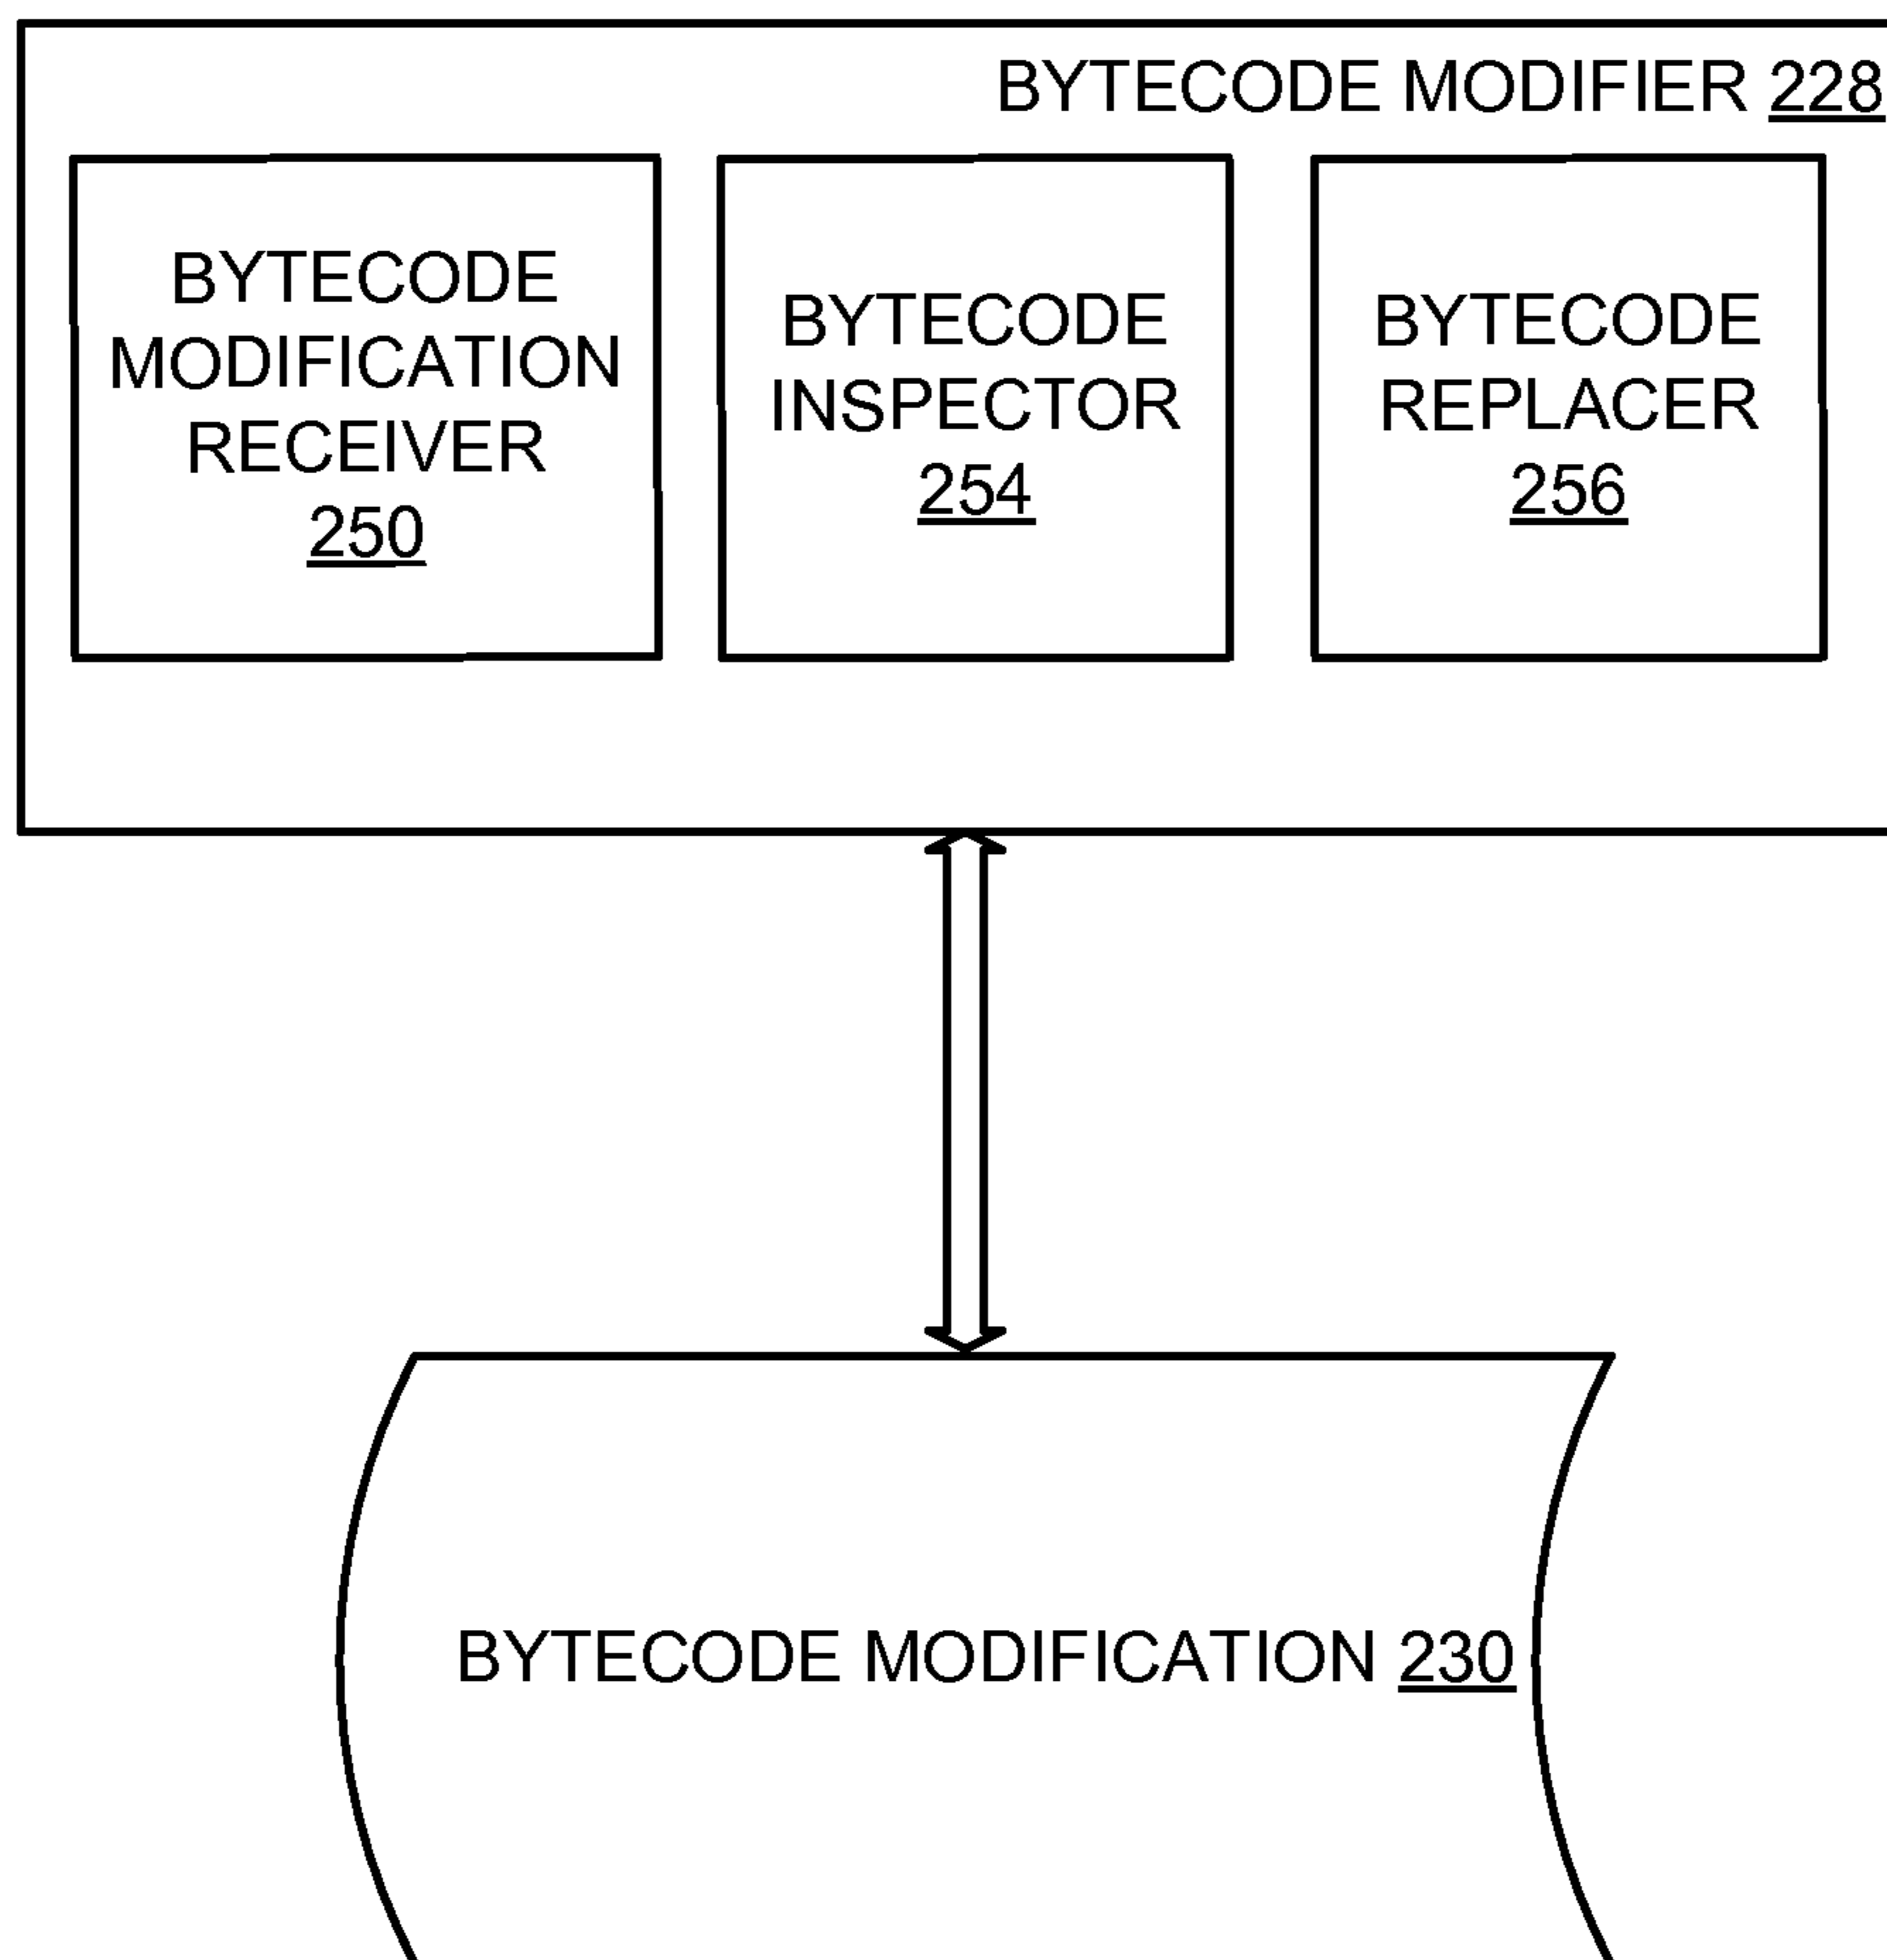 BYTECODE MODIFIER 228
BYTECODE
MODIFICATION
RECEIVER
250
BYTECODE
INSPECTOR
254
BYTECODE
REPLACER
256
BYTECODE MODIFICATION 230